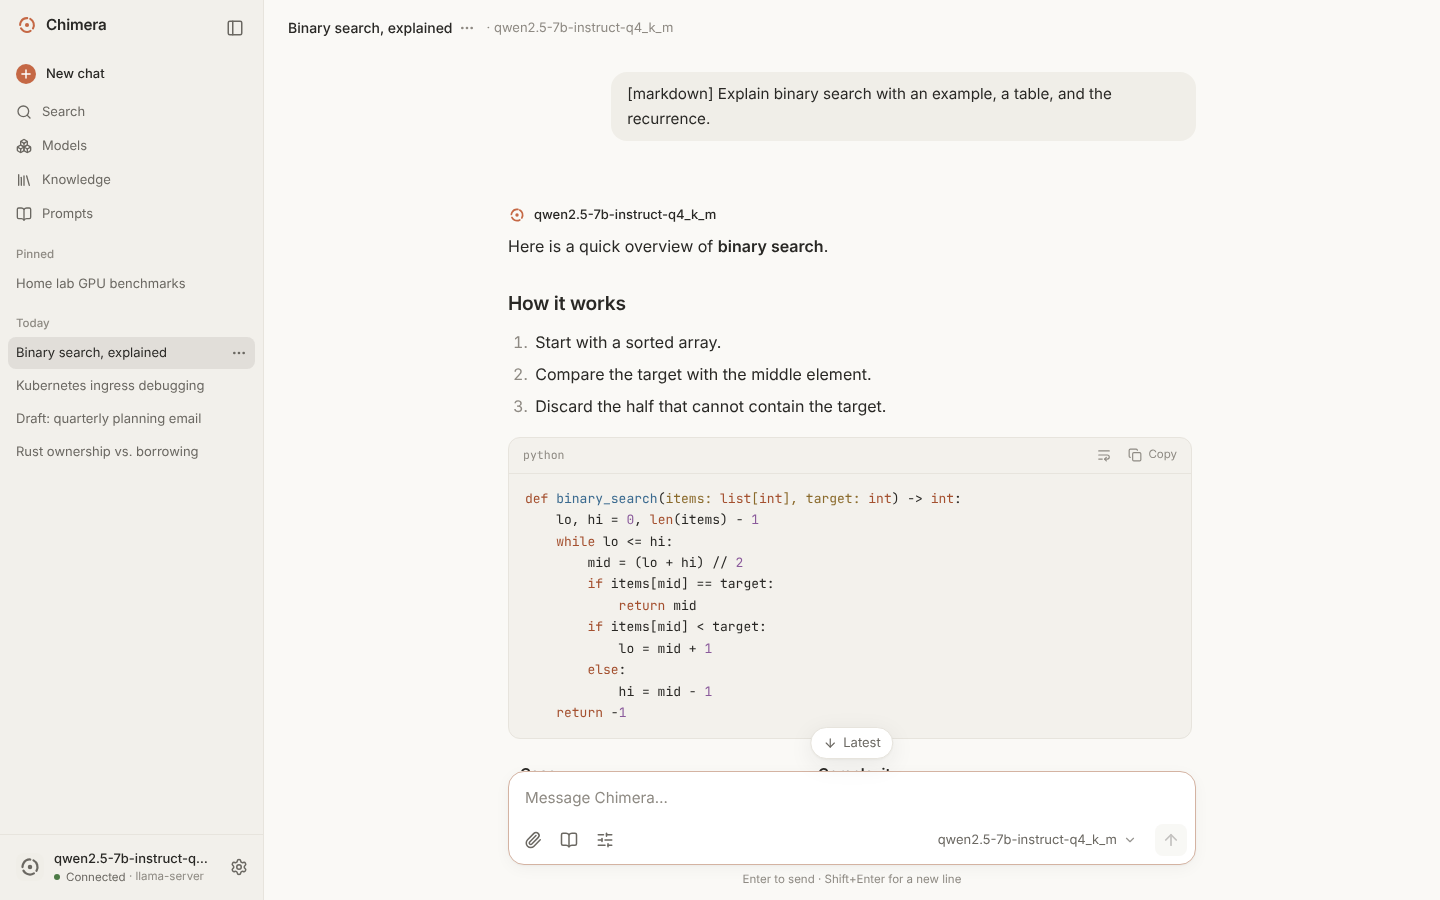 Chimera
New chat
Search
Models
Knowledge
Prompts
Pinned
Home lab GPU benchmarks
Today
Binary search, explained
Kubernetes ingress debugging
Draft: quarterly planning email
Rust ownership vs. borrowing
qwen2.5-7b-instruct-q...
Connected · llama-server
Binary search, explained ··· · qwen2.5-7b-instruct-q4_k_m
[markdown] Explain binary search with an example, a table, and the
recurrence.
qwen2.5-7b-instruct-q4_k_m
Here is a quick overview of binary search.
How it works
1. Start with a sorted array.
2. Compare the target with the middle element.
3. Discard the half that cannot contain the target.
python Copy
def binary_search(items: list[int], target: int) -> int:
    lo, hi = 0, len(items) - 1
    while lo <= hi:
        mid = (lo + hi) // 2
        if items[mid] == target:
            return mid
        if items[mid] < target:
            lo = mid + 1
        else:
            hi = mid - 1
    return -1
Latest
Message Chimera...
qwen2.5-7b-instruct-q4_k_m
Enter to send · Shift+Enter for a new line